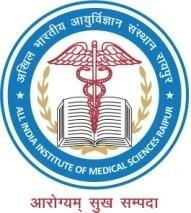 अखिल भारतीय आयुर्विज्ञान संस्थान रायपुर
ALL INDIA INSTITUTE OF MEDICAL SCIENCES RAIPUR
आरोग्यम् सुख सम्पदा